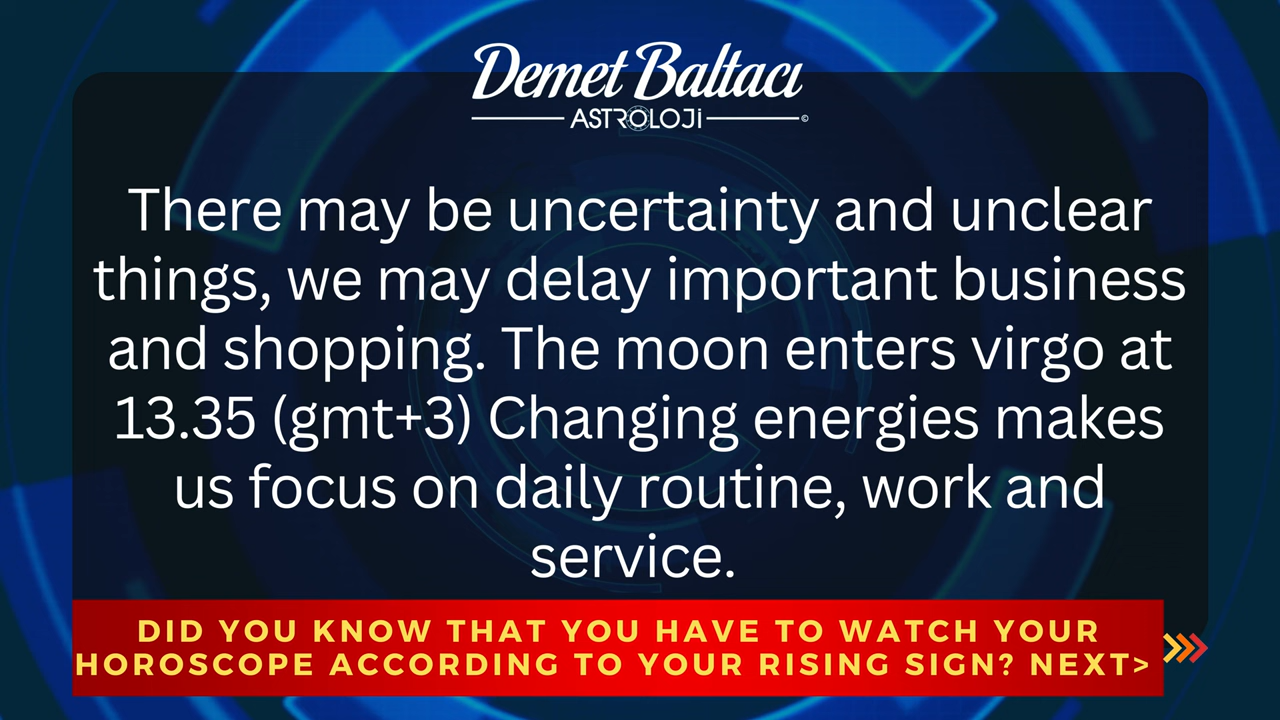 Demet Baltacı
ASTROLOJi
©
There may be uncertainty and unclear
things, we may delay important business
and shopping. The moon enters virgo at
13.35 (gmt+3) Changing energies makes
us focus on daily routine, work and
service.
DID YOU KNOW THAT YOU HAVE TO WATCH YOUR
HOROSCOPE ACCORDING TO YOUR RISING SIGN? NEXT>